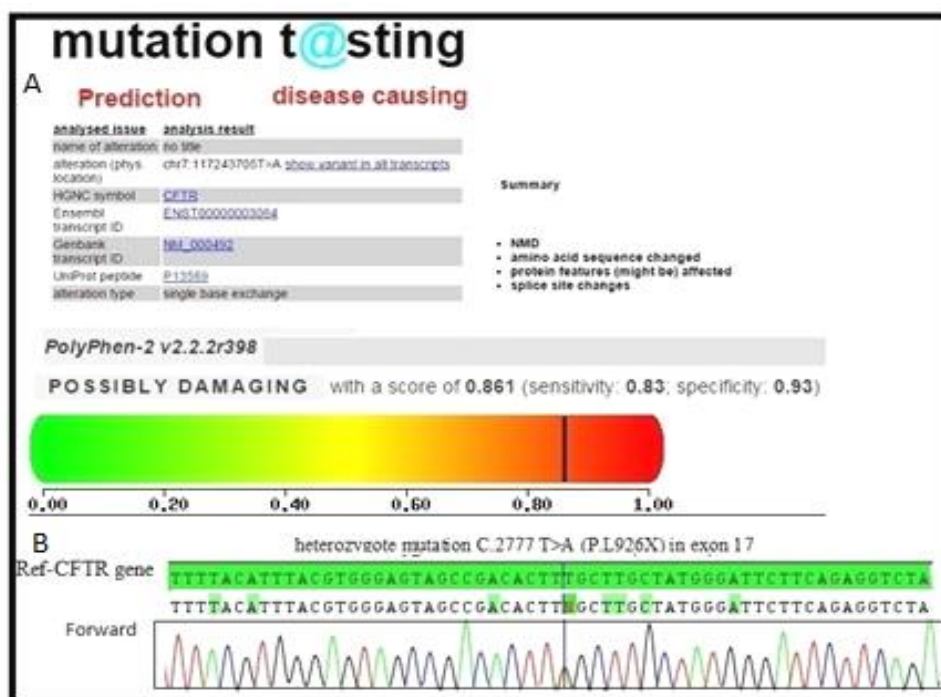 mutation t@sting
A
Prediction disease causing
analysed issue analysis result
name of alteration no title
alteration (phys. location) chr7:117243705T>A show variant in all transcripts
HGNC symbol CFTR
Ensembl transcript ID ENST00000003084
Genbank transcript ID NM_000492
UniProt peptide P13569
alteration type single base exchange
Summary
• NMD
• amino acid sequence changed
• protein features (might be) affected
• splice site changes
PolyPhen-2 v2.2.2r398
POSSIBLY DAMAGING with a score of 0.861 (sensitivity: 0.83; specificity: 0.93)
0.00 0.20 0.40 0.60 0.80 1.00
B
heterozygote mutation C.2777 T>A (P.L926X) in exon 17
Ref-CFTR gene TTTTACATTTACGTGGGAGTAGCCGACACTTTGCTTGCTATGGGATTCTTCAGAGGTCTA
TTTTACATTTACGTGGGAGTAGCCGACACTTNGCTTGCTATGGGATTCTTCAGAGGTCTA
Forward